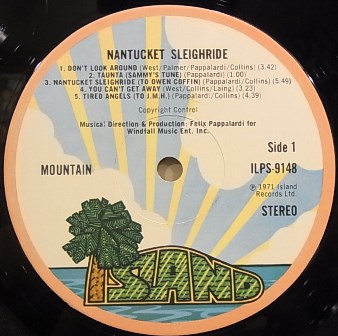 NANTUCKET SLEIGHRIDE
1. DON'T LOOK AROUND (West/Palmer/Pappalardi/Collins) (3.42)
2. TAUNTA (SAMMY'S TUNE) (Pappalardi) (1.00)
3. NANTUCKET SLEIGHRIDE (TO OWEN COFFIN) (Pappalardi/Collins) (5.49)
4. YOU CAN'T GET AWAY (West/Collins/Laing) (3.23)
5. TIRED ANGELS (TO J.M.H.) (Pappalardi/Collins) (4.39)
Copyright Control
Musical Direction & Production: Felix Pappalardi for
Windfall Music Ent. Inc.
Side 1
MOUNTAIN
ILPS-9148
℗ 1971 Island
Records Ltd.
STEREO
ISLAND